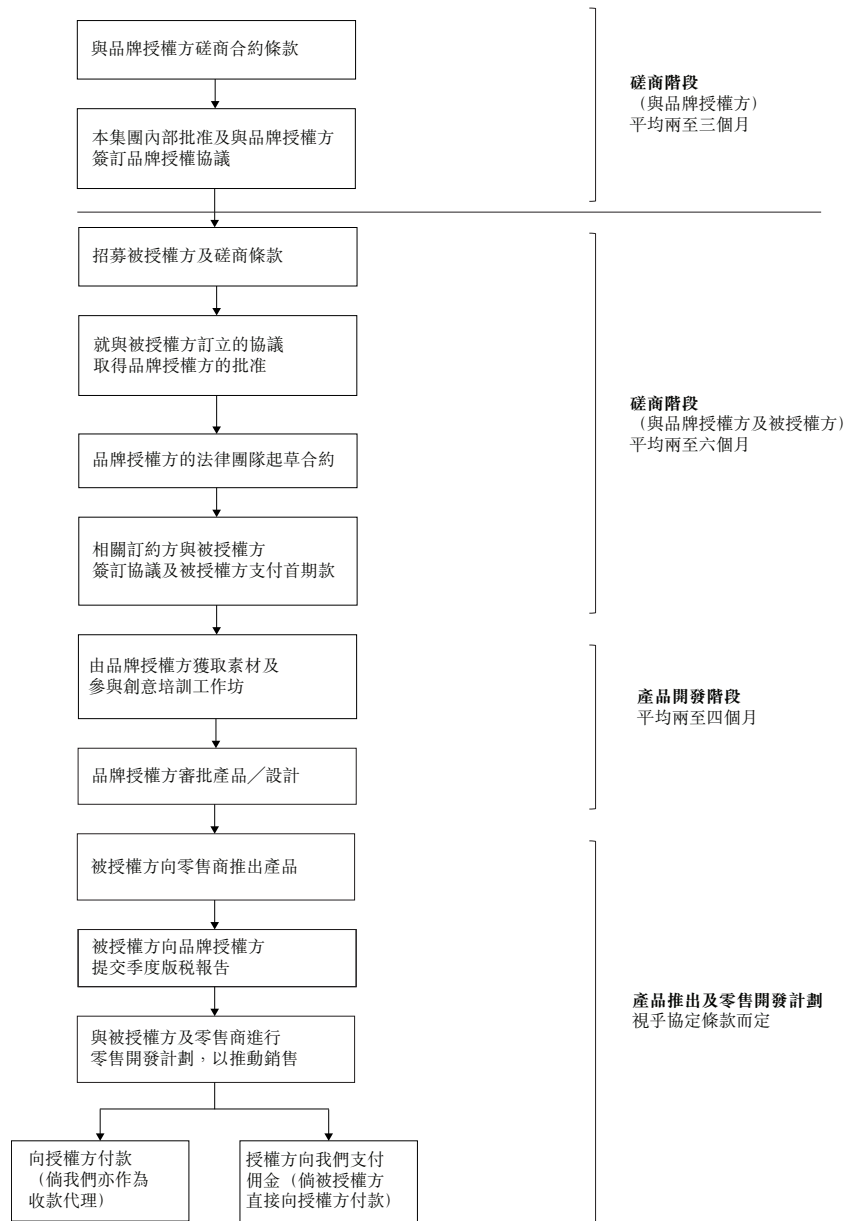 與品牌授權方磋商合約條款
本集團內部批准及與品牌授權方
簽訂品牌授權協議
磋商階段
（與品牌授權方）
平均兩至三個月
招募被授權方及磋商條款
就與被授權方訂立的協議
取得品牌授權方的批准
品牌授權方的法律團隊起草合約
相關訂約方與被授權方
簽訂協議及被授權方支付首期款
磋商階段
（與品牌授權方及被授權方）
平均兩至六個月
由品牌授權方獲取素材及
參與創意培訓工作坊
品牌授權方審批產品／設計
產品開發階段
平均兩至四個月
被授權方向零售商推出產品
被授權方向品牌授權方
提交季度版稅報告
與被授權方及零售商進行
零售開發計劃，以推動銷售
產品推出及零售開發計劃
視乎協定條款而定
向授權方付款
（倘我們亦作為
收款代理）
授權方向我們支付
佣金（倘被授權方
直接向授權方付款）